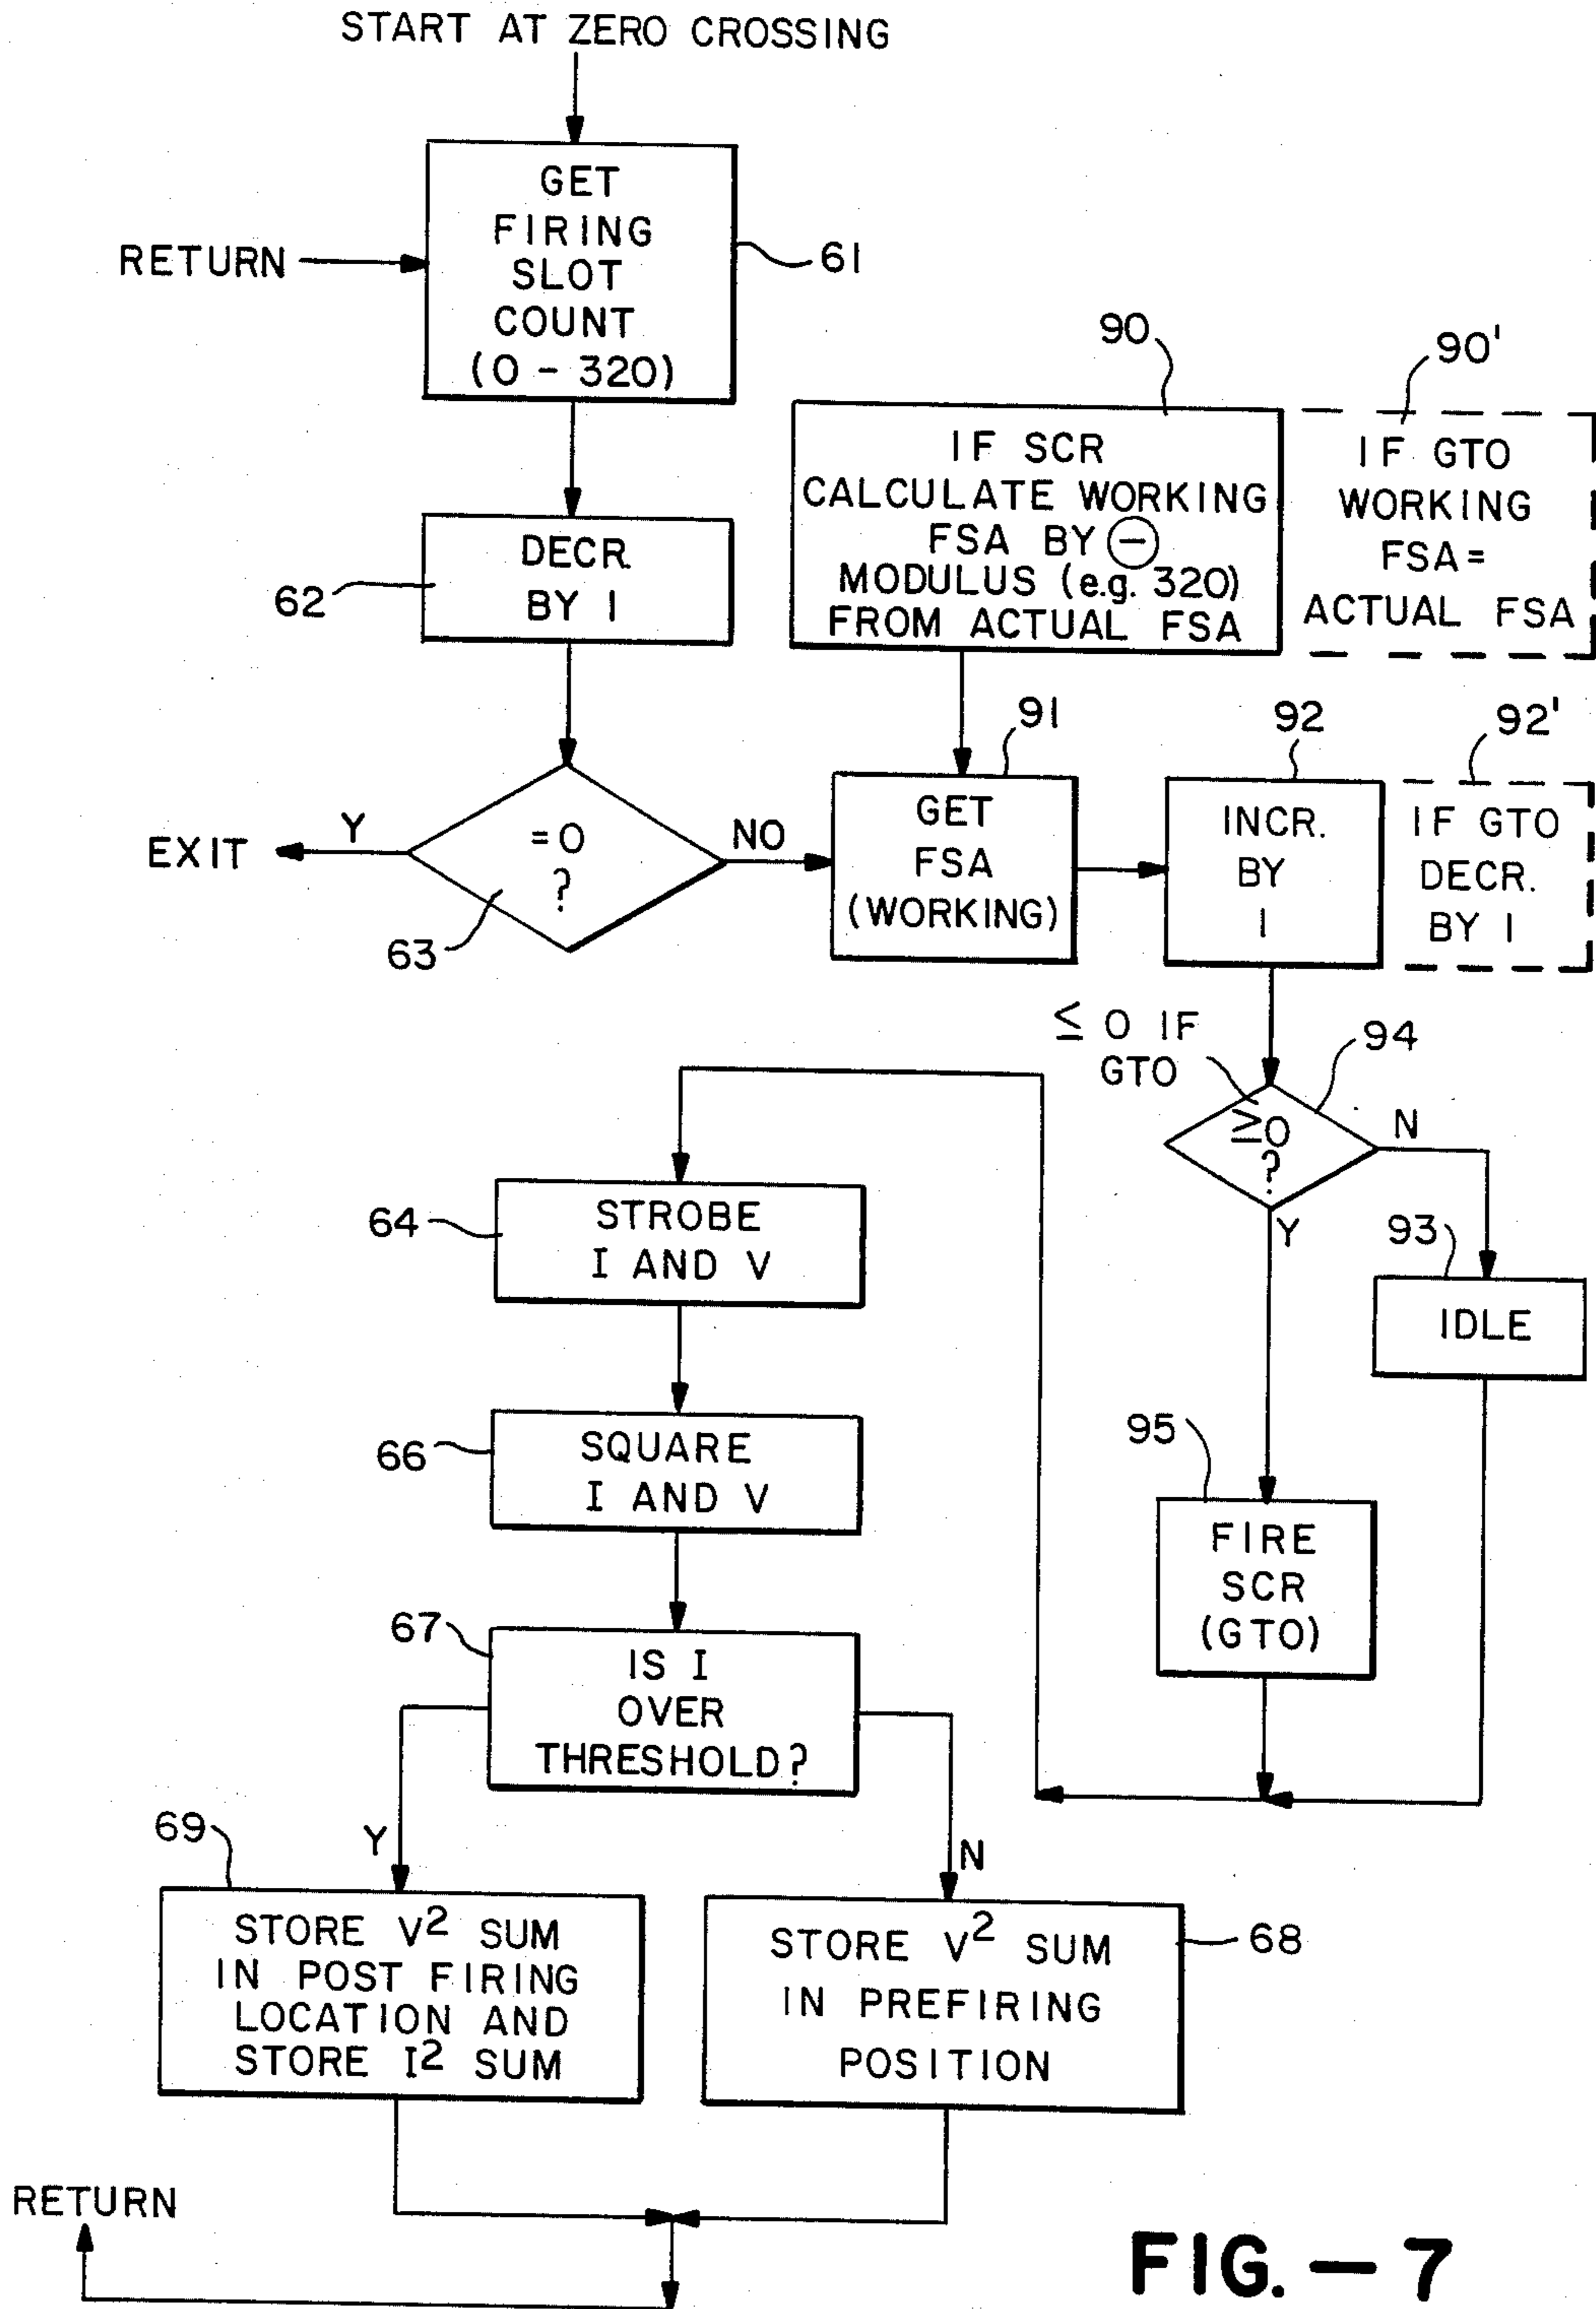 START AT ZERO CROSSING
GET
FIRING
SLOT
COUNT
(0 - 320)
61
RETURN
90
90'
IF SCR
CALCULATE WORKING
FSA BY ⊖
MODULUS (e.g. 320)
FROM ACTUAL FSA
IF GTO
WORKING
FSA =
ACTUAL FSA
DECR.
BY 1
62
91
92
92'
=0
?
Y
EXIT
NO
63
GET
FSA
(WORKING)
INCR.
BY
1
IF GTO
DECR.
BY 1
≤ 0 IF
GTO
94
≥0
?
N
Y
93
IDLE
64
STROBE
I AND V
66
SQUARE
I AND V
95
FIRE
SCR
(GTO)
67
IS I
OVER
THRESHOLD?
69
Y
N
STORE V² SUM
IN POST FIRING
LOCATION AND
STORE I² SUM
STORE V² SUM
IN PREFIRING
POSITION
68
RETURN
FIG.—7